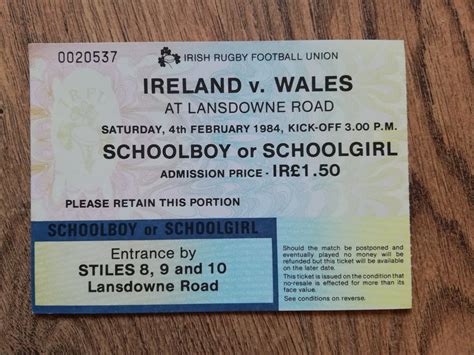 0020537
IRISH RUGBY FOOTBALL UNION
IRELAND v. WALES
AT LANSDOWNE ROAD
SATURDAY, 4th FEBRUARY 1984, KICK-OFF 3.00 P.M.
SCHOOLBOY or SCHOOLGIRL
ADMISSION PRICE · IR£1.50
PLEASE RETAIN THIS PORTION
SCHOOLBOY or SCHOOLGIRL
Entrance by
STILES 8, 9 and 10
Lansdowne Road
Should the match be postponed and
eventually played no money will be
refunded but this ticket will be available
on the later date.
This ticket is issued on the condition that
no-resale is effected for more than its
face value.
See conditions on reverse.
I.R.F.U.